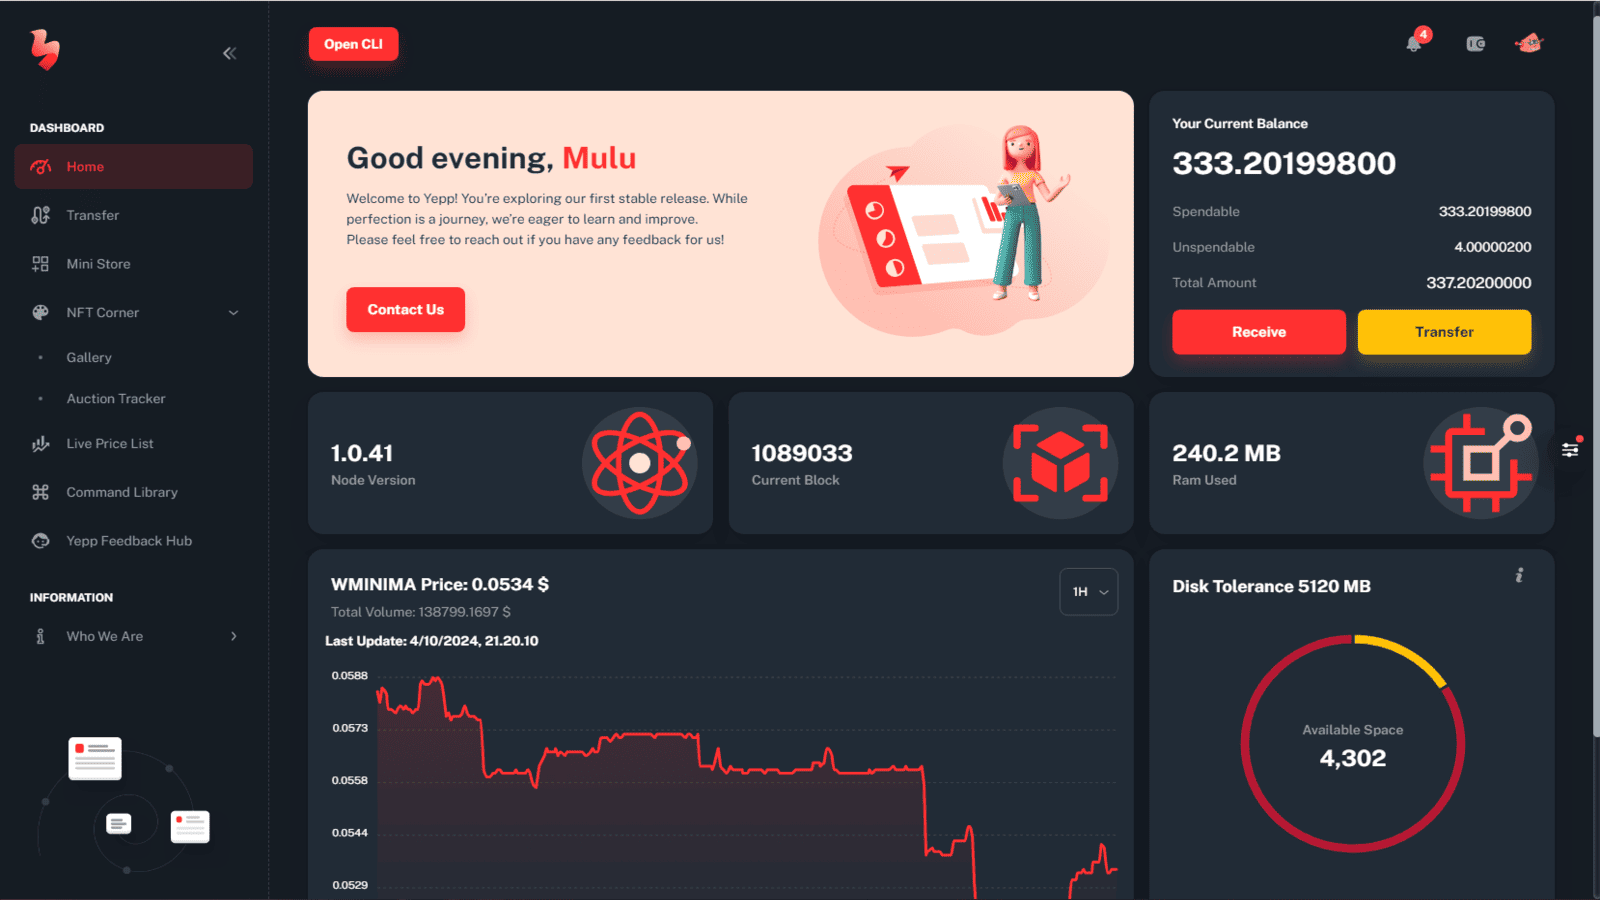 Open CLI
4
DASHBOARD
Home
Transfer
Mini Store
NFT Corner
Gallery
Auction Tracker
Live Price List
Command Library
Yepp Feedback Hub
INFORMATION
Who We Are
Good evening, Mulu
Welcome to Yepp! You're exploring our first stable release. While
perfection is a journey, we're eager to learn and improve.
Please feel free to reach out if you have any feedback for us!
Contact Us
Your Current Balance
333.20199800
Spendable 333.20199800
Unspendable 4.00000200
Total Amount 337.20200000
Receive
Transfer
1.0.41
Node Version
1089033
Current Block
240.2 MB
Ram Used
WMINIMA Price: 0.0534 $
Total Volume: 138799.1697 $
Last Update: 4/10/2024, 21.20.10
1H
0.0588
0.0573
0.0558
0.0544
0.0529
Disk Tolerance 5120 MB
Available Space
4,302